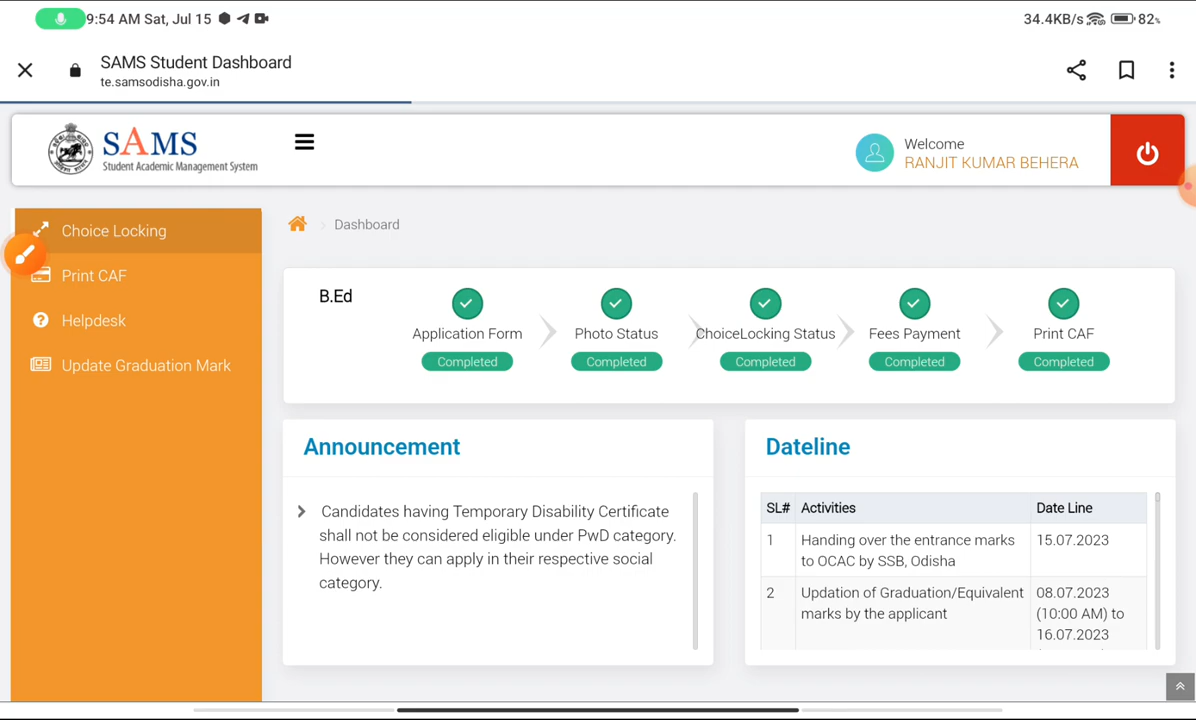 9:54 AM Sat, Jul 15
34.4KB/s
82%
SAMS Student Dashboard
te.samsodisha.gov.in
SAMS
Student Academic Management System
Welcome
RANJIT KUMAR BEHERA
Choice Locking
Print CAF
Helpdesk
Update Graduation Mark
Dashboard
B.Ed
Application Form
Photo Status
ChoiceLocking Status
Fees Payment
Print CAF
Completed
Completed
Completed
Completed
Completed
Announcement
Candidates having Temporary Disability Certificate
shall not be considered eligible under PwD category.
However they can apply in their respective social
category.
Dateline
SL# Activities Date Line
1 Handing over the entrance marks 15.07.2023
to OCAC by SSB, Odisha
2 Updation of Graduation/Equivalent 08.07.2023
marks by the applicant (10:00 AM) to
16.07.2023